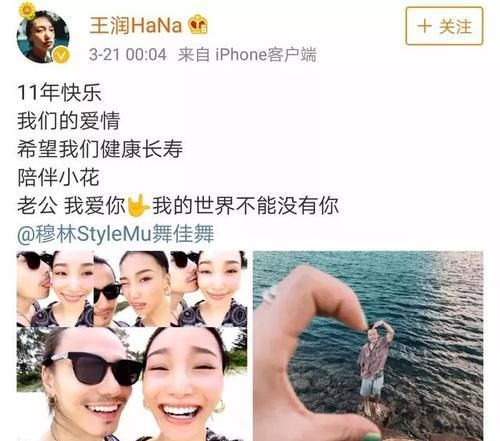 王润HaNa
+ 关注
3-21 00:04 来自 iPhone客户端
11年快乐
我们的爱情
希望我们健康长寿
陪伴小花
老公 我爱你🤟我的世界不能没有你
@穆林StyleMu舞佳舞